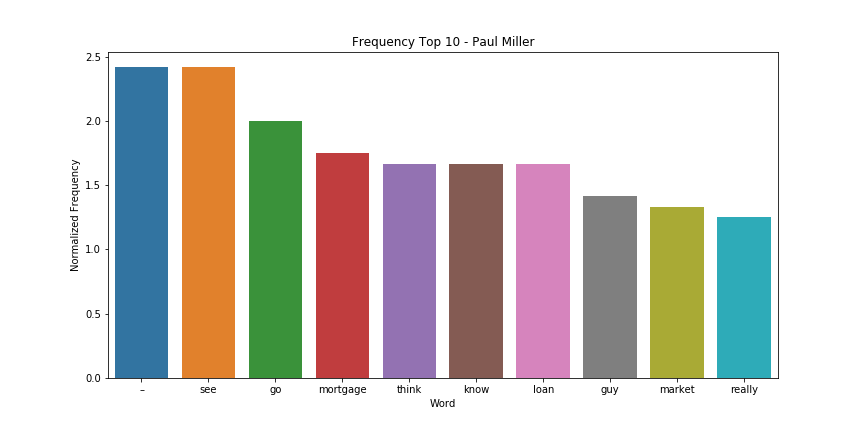 Frequency Top 10 - Paul Miller
Normalized Frequency
2.5
2.0
1.5
1.0
0.5
0.0
– see go mortgage think know loan guy market really
Word